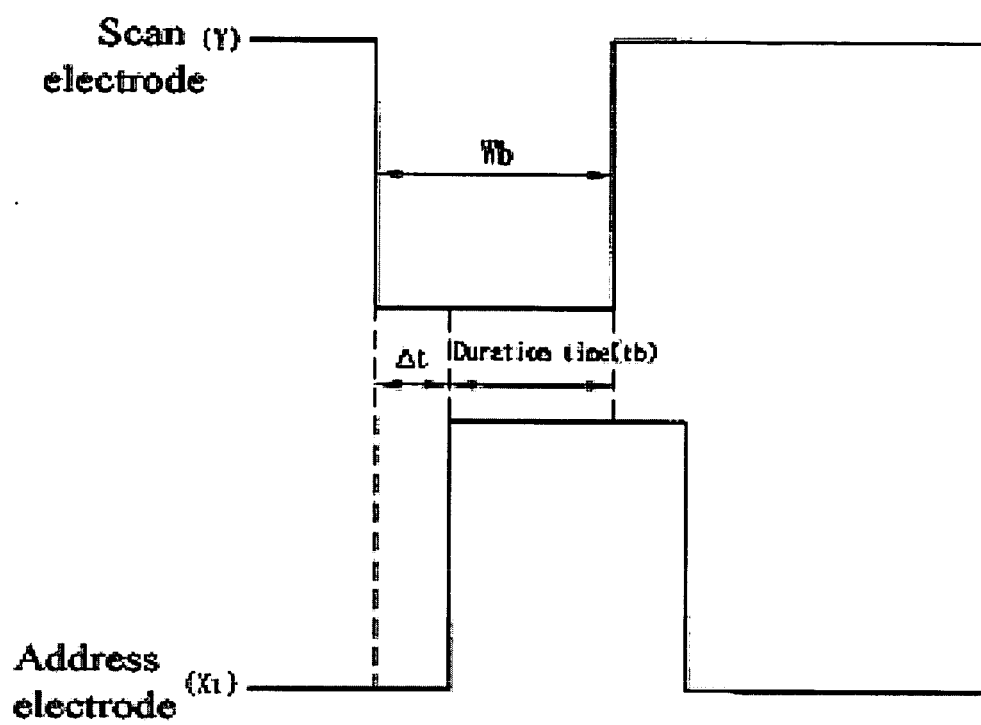 Scan (Y)
electrode
Wb
Δt
Duration time(tb)
Address
electrode (X1)